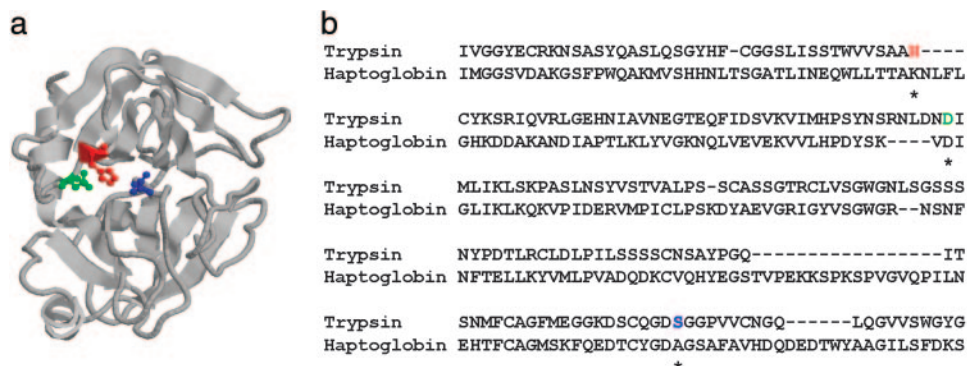 a
b
Trypsin IVGGYECRKNSASYQASLQSGYHF-CGGSLISSTWVVSAAH----
Haptoglobin IMGGSVDAKGSFPWQAKMVSHHNLTSGATLINEQWLLTTAKNLFL
*
Trypsin CYKSRIQVRLGEHNIAVNEGTEQFIDSVKVIMHPSYNSRNLDNDI
Haptoglobin GHKDDAKANDIAPTLKLYVGKNQLVEVEKVVLHPDYSK----VDI
*
Trypsin MLIKLSKPASLNSYVSTVALPS-SCASSGTRCLVSGWGNLSGSSS
Haptoglobin GLIKLKQKVPIDERVMPICLPSKDYAEVGRIGYVSGWGR--NSNF
Trypsin NYPDTLRCLDLPILSSSSCNSAYPGQ-----------------IT
Haptoglobin NFTELLKYVMLPVADQDKCVQHYEGSTVPEKKSPKSPVGVQPILN
Trypsin SNMFCAGFMEGGKDSCQGDSGGPVVCNGQ------LQGVVSWGYG
Haptoglobin EHTFCAGMSKFQEDTCYGDAGSAFAVHDQDEDTWYAAGILSFDKS
*